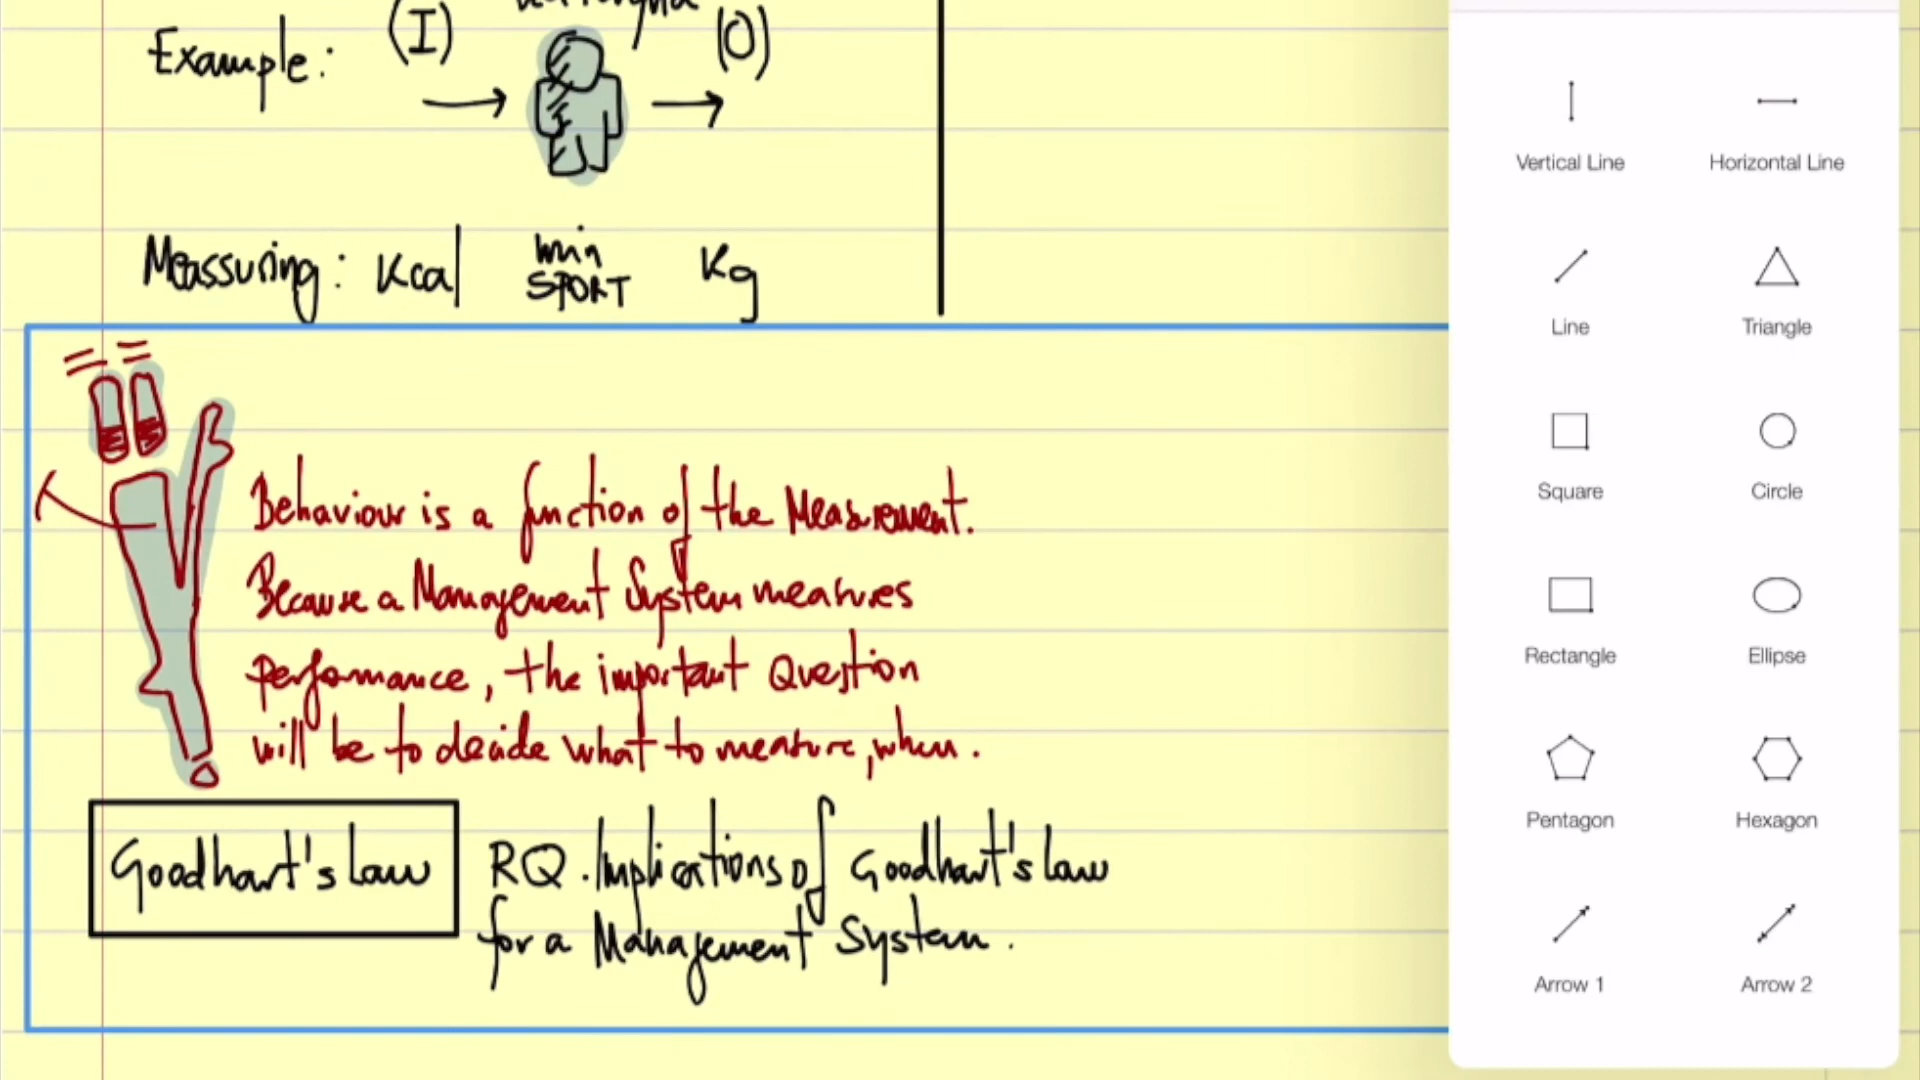 Example: (I) (O)
Meassuring: Kcal min SPORT Kg
Behaviour is a function of the Measurement.
Because a Management System measures
performance, the important Question
will be to decide what to measure, when.
Goodhart's Law
RQ. Implications of Goodhart's Law
for a Management System.
Vertical Line
Horizontal Line
Line
Triangle
Square
Circle
Rectangle
Ellipse
Pentagon
Hexagon
Arrow 1
Arrow 2